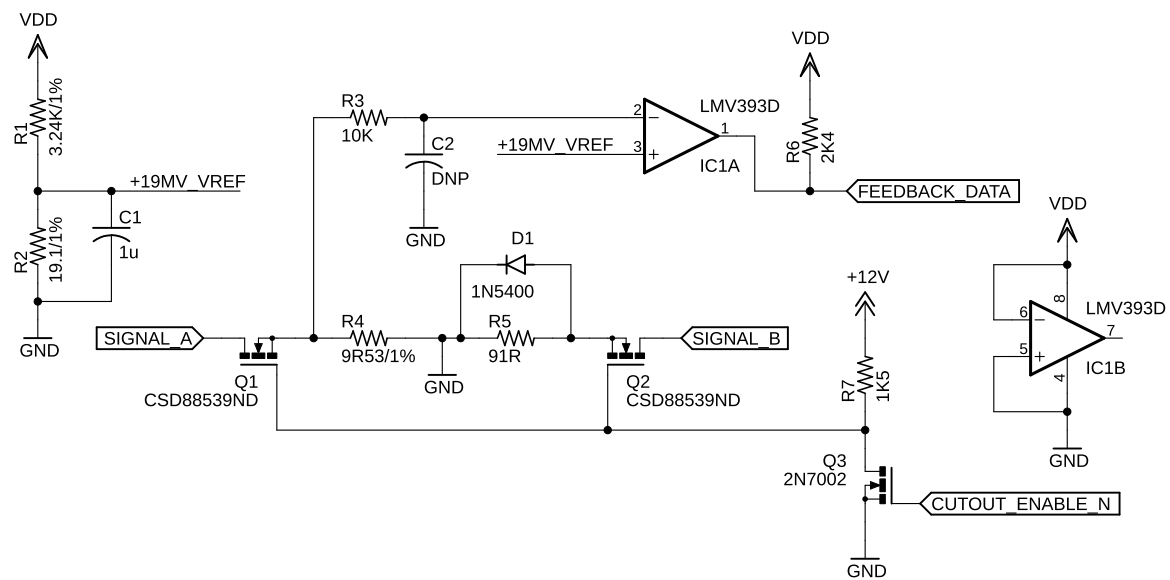 VDD
R1
3.24K/1%
+19MV_VREF
R2
19.1/1%
C1
1u
GND
R3
10K
C2
DNP
GND
+19MV_VREF
2
3
1
LMV393D
IC1A
VDD
R6
2K4
FEEDBACK_DATA
D1
1N5400
SIGNAL_A
Q1
CSD88539ND
R4
9R53/1%
GND
R5
91R
Q2
CSD88539ND
SIGNAL_B
+12V
R7
1K5
Q3
2N7002
CUTOUT_ENABLE_N
GND
VDD
8
6
5
7
4
LMV393D
IC1B
GND